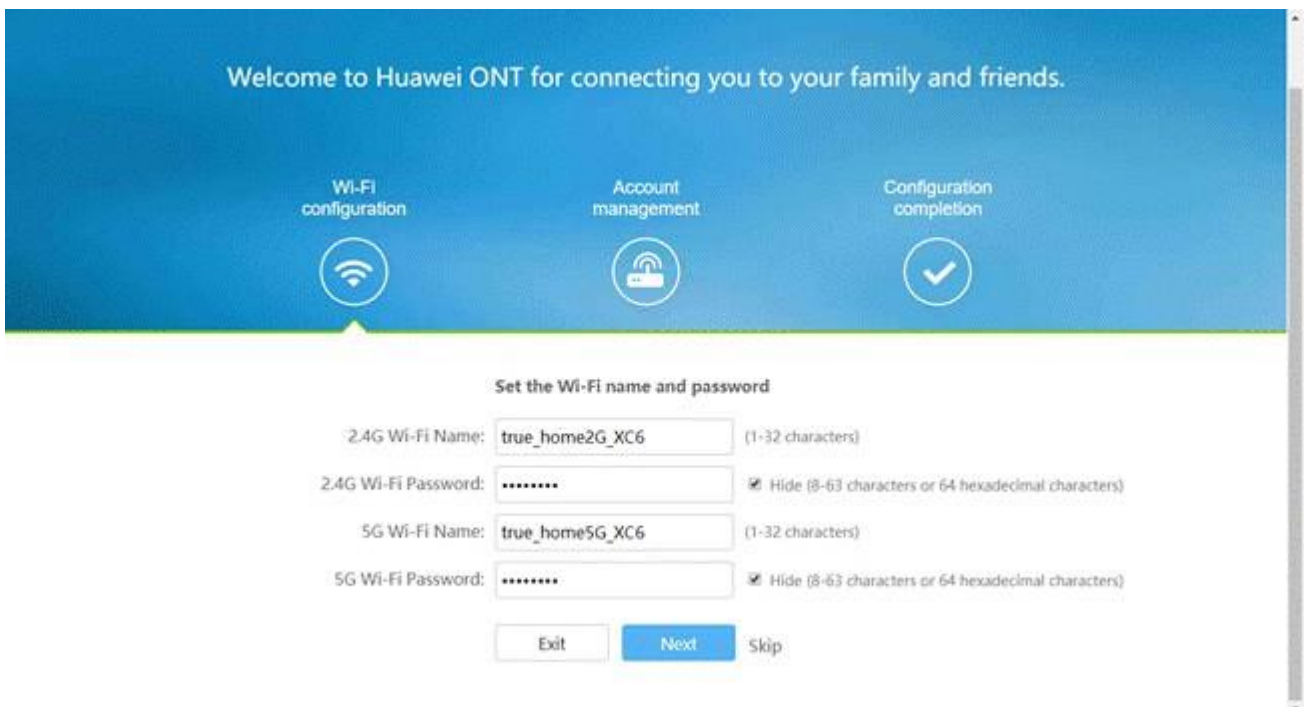 Welcome to Huawei ONT for connecting you to your family and friends.
Wi-Fi
configuration
Account
management
Configuration
completion
Set the Wi-Fi name and password
2.4G Wi-Fi Name: true_home2G_XC6 (1-32 characters)
2.4G Wi-Fi Password: •••••••• Hide (8-63 characters or 64 hexadecimal characters)
5G Wi-Fi Name: true_home5G_XC6 (1-32 characters)
5G Wi-Fi Password: •••••••• Hide (8-63 characters or 64 hexadecimal characters)
Exit Next Skip